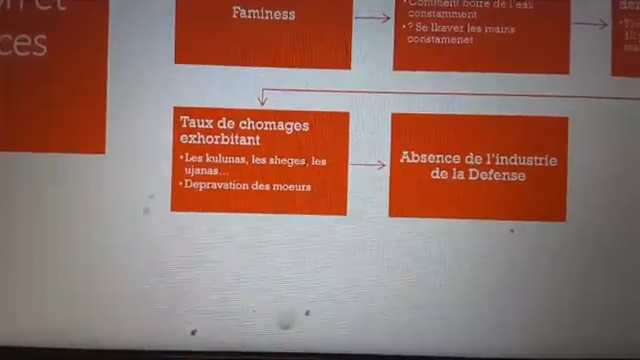 ces
Faminess
Comment boire de l'eau
constamment
• ? Se lkaver les mains
constamenet
Taux de chomages
exhorbitant
• Les kulunas, les sheges, les
ujanas...
• Depravation des moeurs
Absence de l'industrie
de la Defense